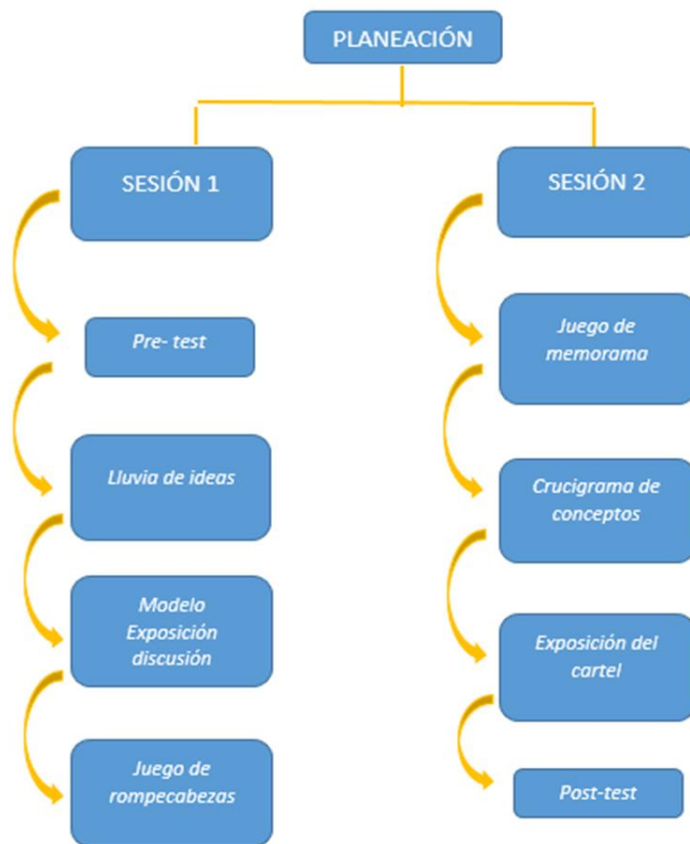 PLANEACIÓN
SESIÓN 1
Pre- test
Lluvia de ideas
Modelo
Exposición
discusión
Juego de
rompecabezas
SESIÓN 2
Juego de
memorama
Crucigrama de
conceptos
Exposición del
cartel
Post-test